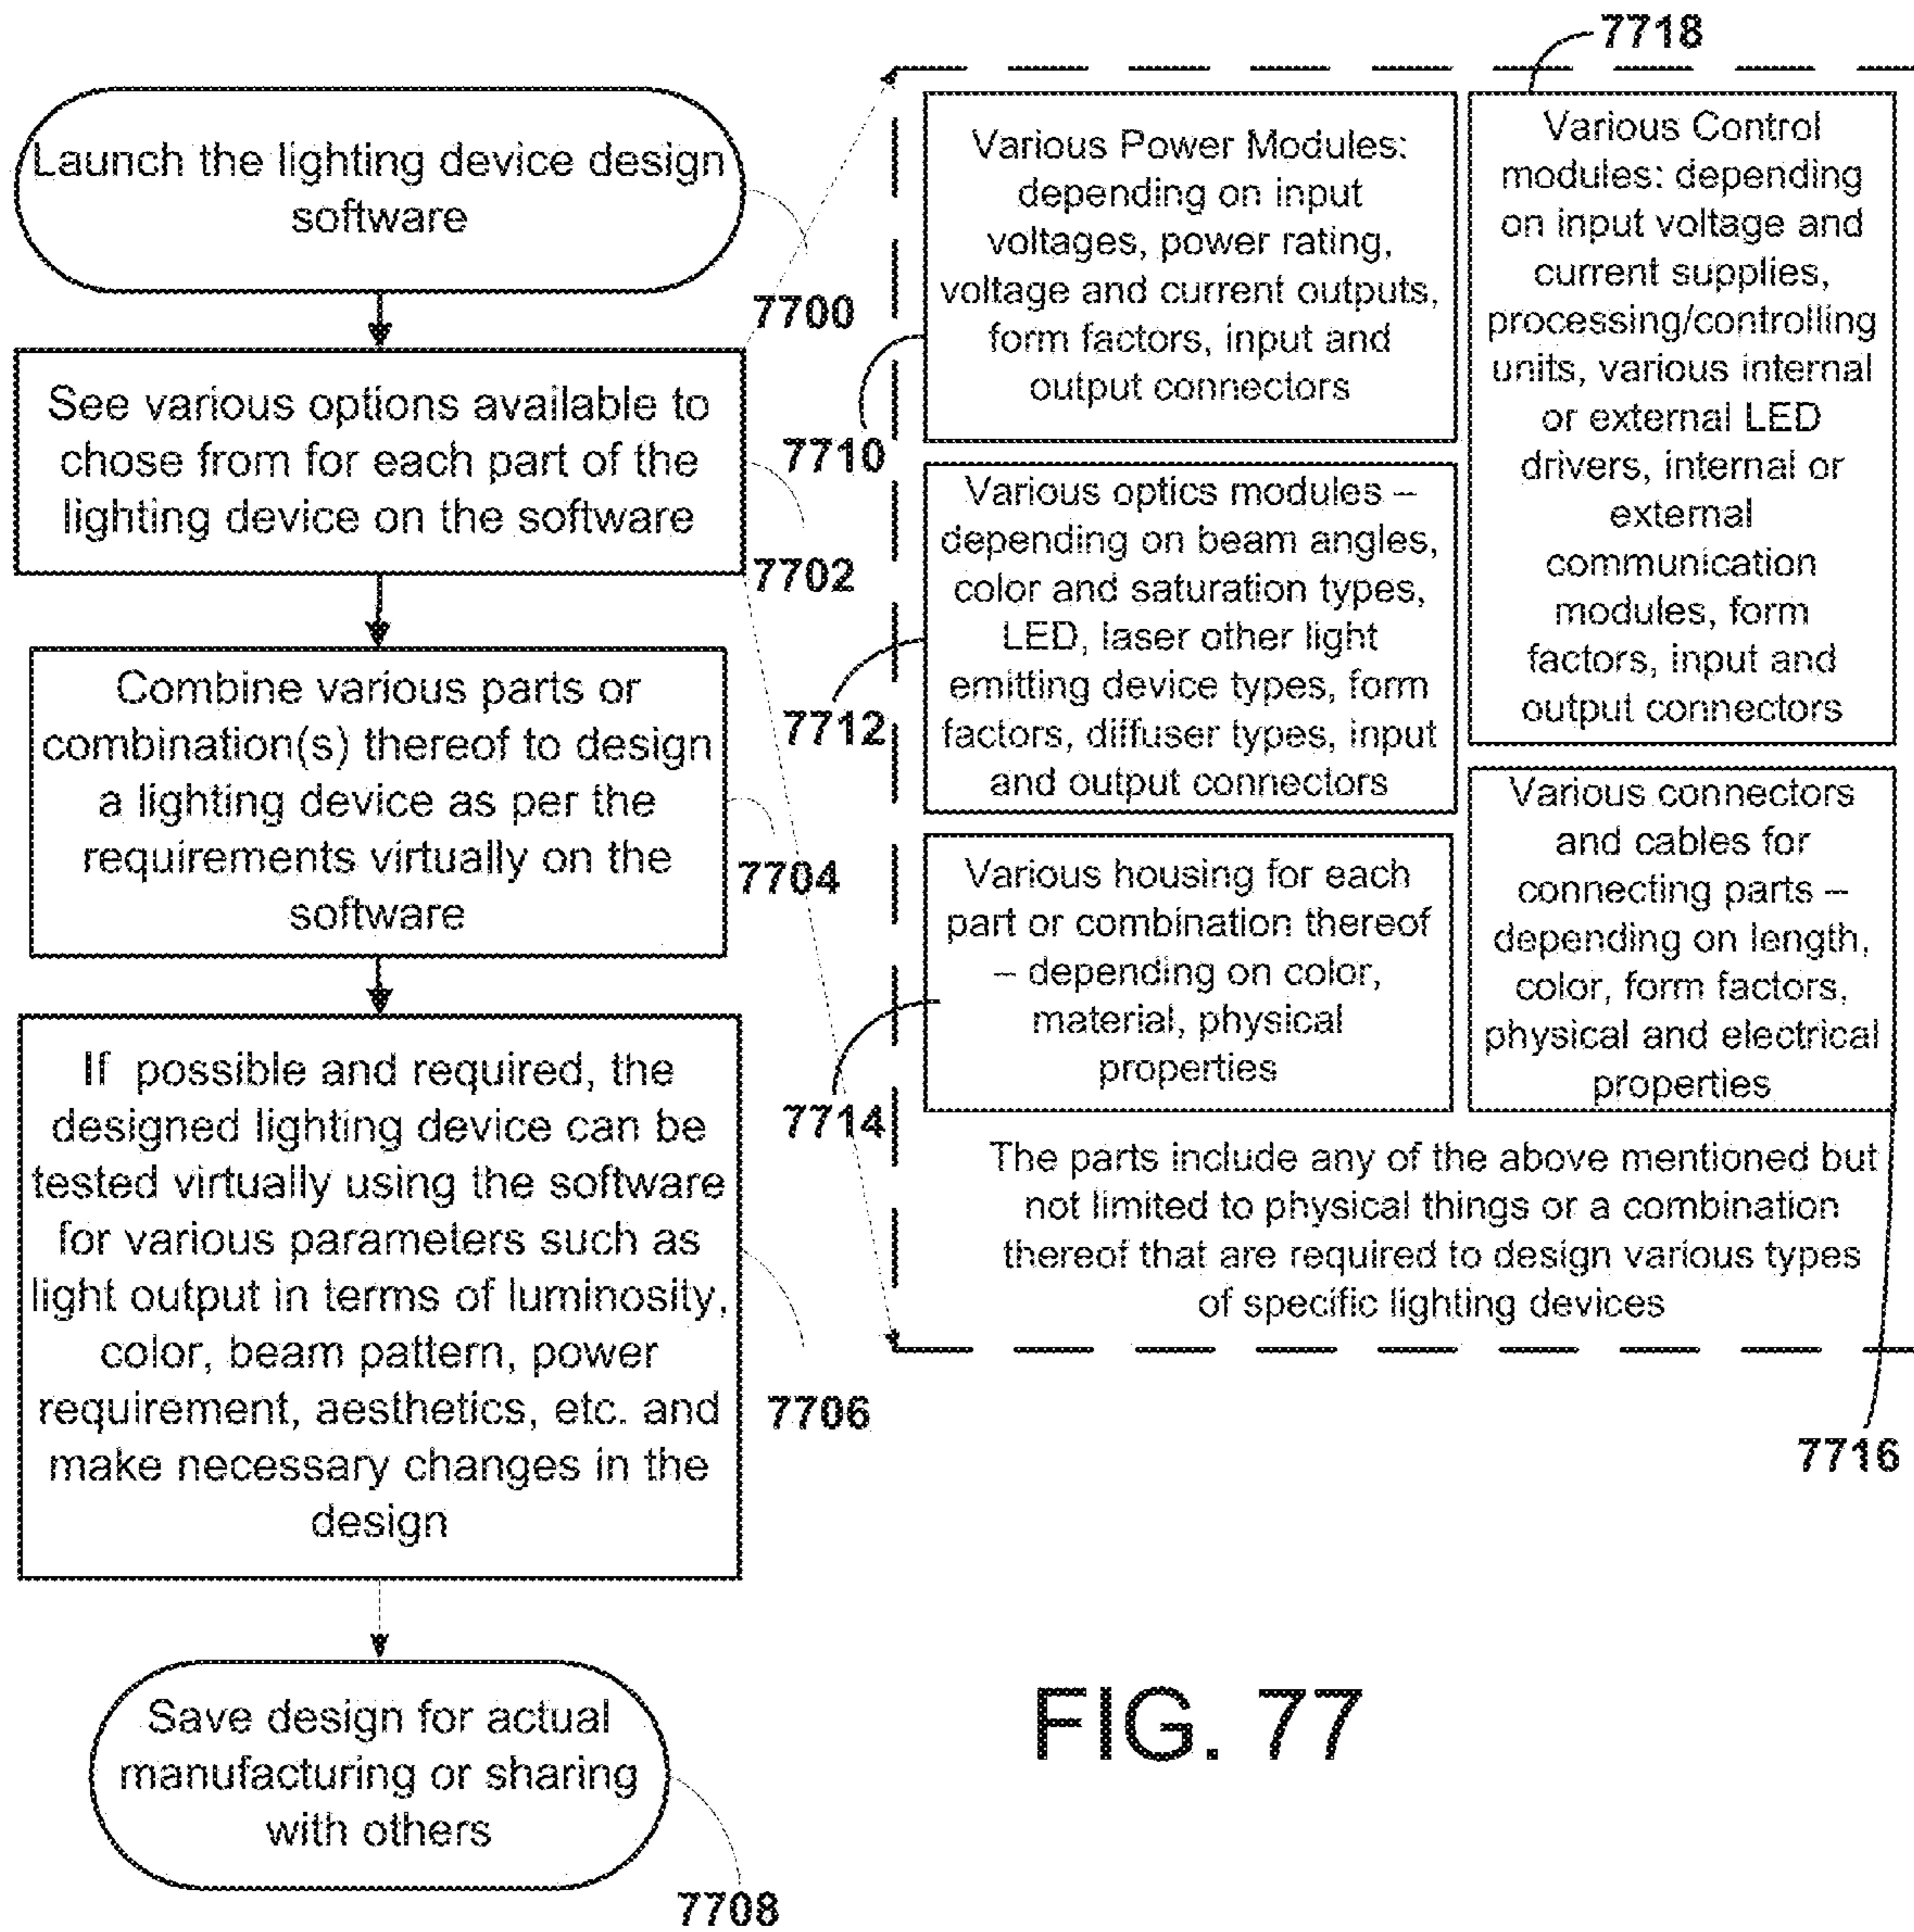 Launch the lighting device design
software
7700
See various options available to
chose from for each part of the
lighting device on the software
7702
Combine various parts or
combination(s) thereof to design
a lighting device as per the
requirements virtually on the
software
7704
If possible and required, the
designed lighting device can be
tested virtually using the software
for various parameters such as
light output in terms of luminosity,
color, beam pattern, power
requirement, aesthetics, etc. and
make necessary changes in the
design
7706
Save design for actual
manufacturing or sharing
with others
7708
Various Power Modules:
depending on input
voltages, power rating,
voltage and current outputs,
form factors, input and
output connectors
7710
Various optics modules –
depending on beam angles,
color and saturation types,
LED, laser other light
emitting device types, form
factors, diffuser types, input
and output connectors
7712
Various housing for each
part or combination thereof
– depending on color,
material, physical
properties
7714
7718
Various Control
modules: depending
on input voltage and
current supplies,
processing/controlling
units, various internal
or external LED
drivers, internal or
external
communication
modules, form
factors, input and
output connectors
Various connectors
and cables for
connecting parts –
depending on length,
color, form factors,
physical and electrical
properties
7716
The parts include any of the above mentioned but
not limited to physical things or a combination
thereof that are required to design various types
of specific lighting devices
FIG. 77